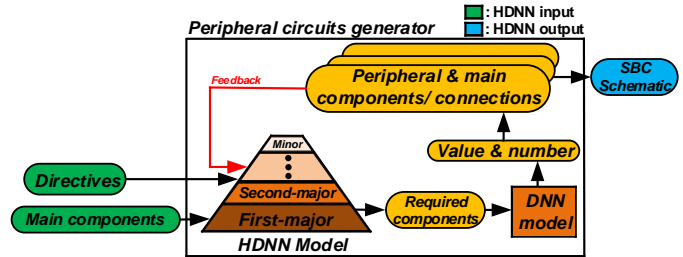 Peripheral circuits generator
: HDNN input
: HDNN output
Feedback
Peripheral & main
components/ connections
SBC
Schematic
Minor
Value & number
Directives
Second-major
Main components
First-major
Required
components
DNN
model
HDNN Model